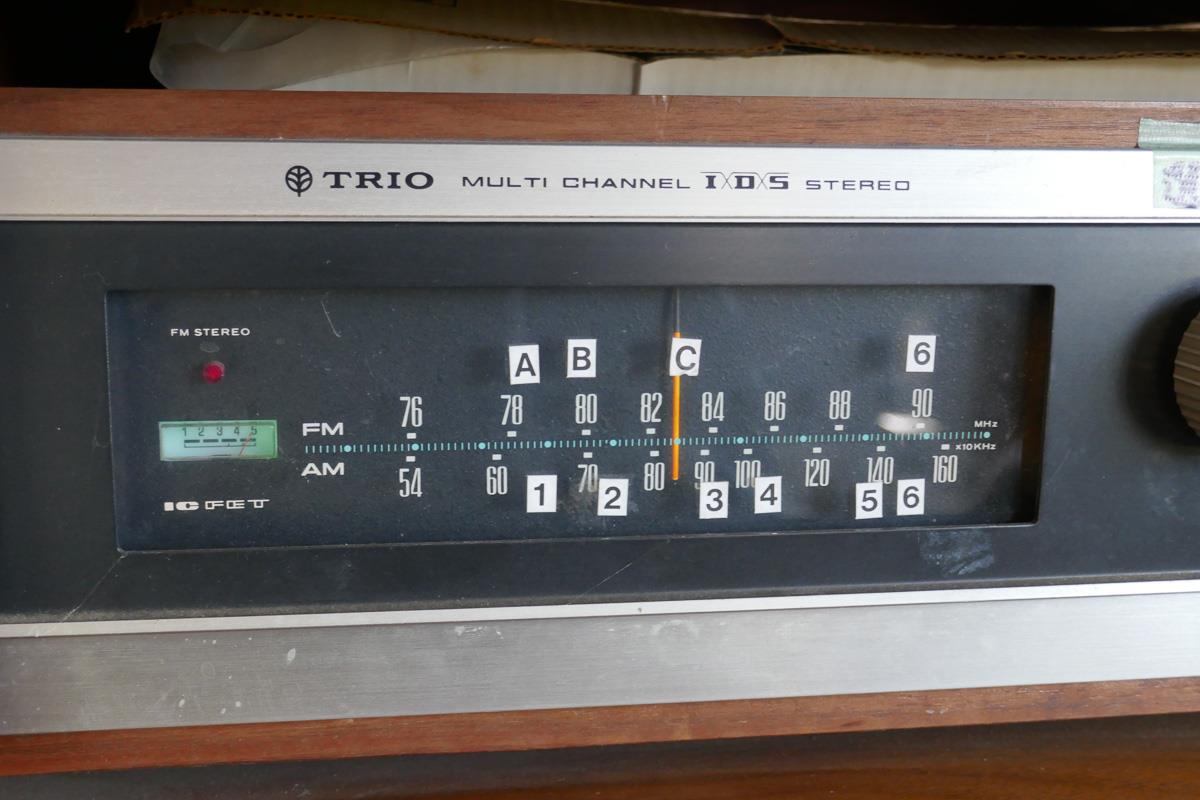 TRIO MULTI CHANNEL IDS STEREO
FM STEREO
A B C 6
76 78 80 82 84 86 88 90
1 2 3 4 5
FM MHz
AM x10KHz
54 60 70 80 90 100 120 140 160
1 2 3 4 5 6
IC FET